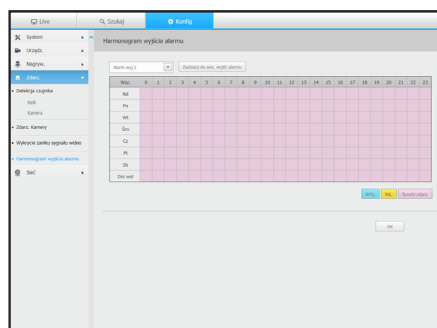 Live
Szukaj
Konfig
System
Urządz.
Nagryw.
Zdarz.
Detekcja czujnika
NVR
Kamera
Zdarz. Kamery
Wykrycie zaniku sygnału wideo
Harmonogram wyjścia alarmu
Sieć
Harmonogram wyjścia alarmu
Alarm wyj.1
Zastosuj do wsz. wyjść alarmu
Wsz. 0 1 2 3 4 5 6 7 8 9 10 11 12 13 14 15 16 17 18 19 20 21 22 23
Nd
Pn
Wt
Śro
Cz
Pt
Sb
Dni wol
WYŁ. WŁ. Synchr.zdarz.
OK